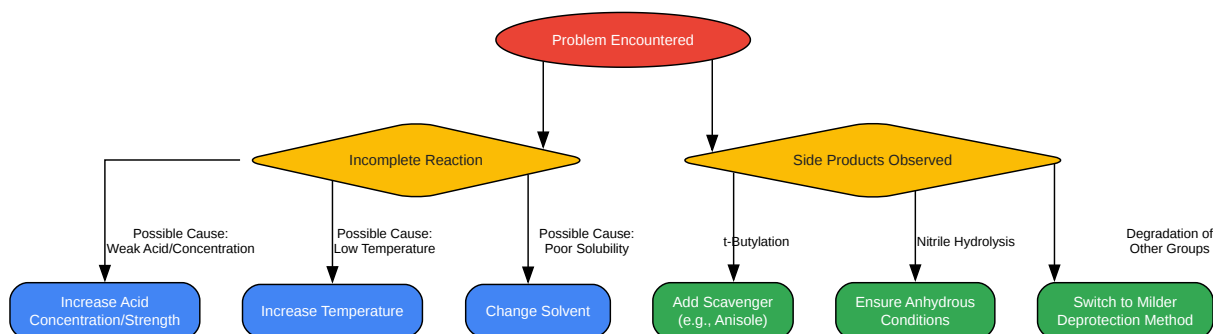 Problem Encountered
Incomplete Reaction
Side Products Observed
Possible Cause:
Weak Acid/Concentration
Possible Cause:
Low Temperature
Possible Cause:
Poor Solubility
t-Butylation
Nitrile Hydrolysis
Degradation of
Other Groups
Increase Acid
Concentration/Strength
Increase Temperature
Change Solvent
Add Scavenger
(e.g., Anisole)
Ensure Anhydrous
Conditions
Switch to Milder
Deprotection Method